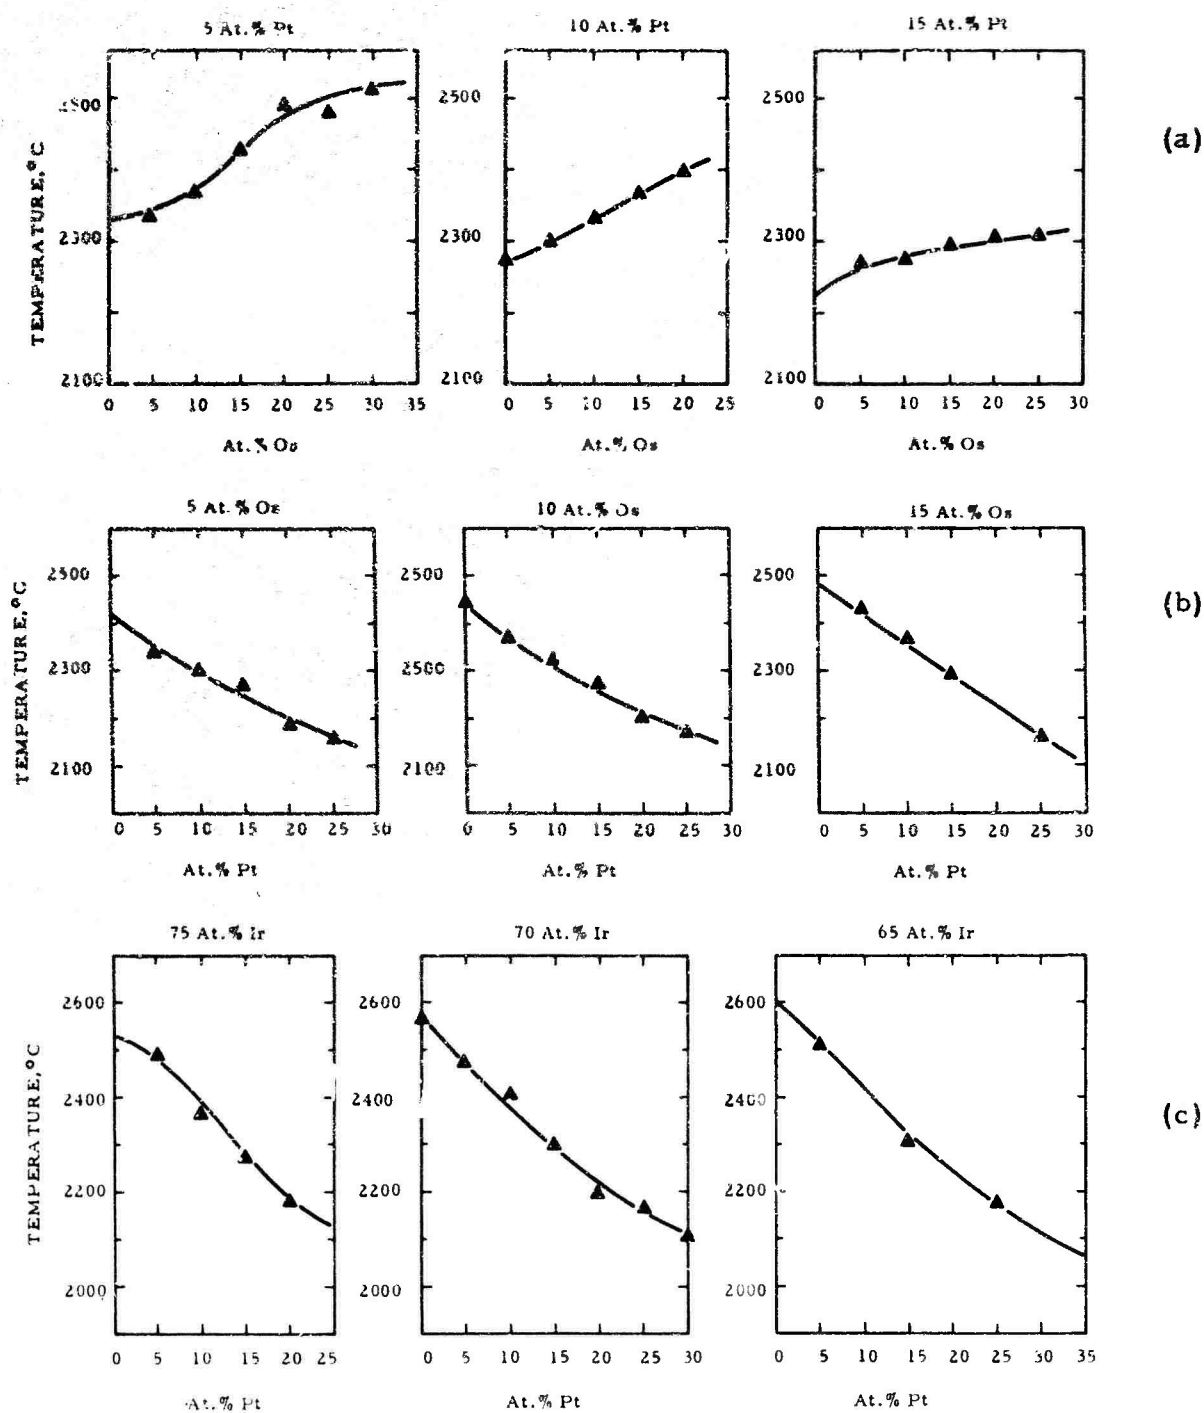 5 At.% Pt 10 At.% Pt 15 At.% Pt
2500 2500
TEMPERATURE,°C
(a)
2300 2300 2300
2100 2100 2100
0 5 10 15 20 25 30 35 0 5 10 15 20 25 0 5 10 15 20 25 30
At.% Os At.% Os At.% Os
5 At.% Os 10 At.% Os 15 At.% Os
2500 2500 2500
TEMPERATURE,°C
(b)
2300 2500 2300
2100 2100 2100
0 5 10 15 20 25 30 0 5 10 15 20 25 30 0 5 10 15 20 25 30
At.% Pt At.% Pt At.% Pt
75 At.% Ir 70 At.% Ir 65 At.% Ir
2600 2600 2600
TEMPERATURE,°C
(c)
2400 2400 2400
2200 2200 2200
2000 2000 2000
0 5 10 15 20 25 0 5 10 15 20 25 30 0 5 10 15 20 25 30 35
At.% Pt At.% Pt At.% Pt